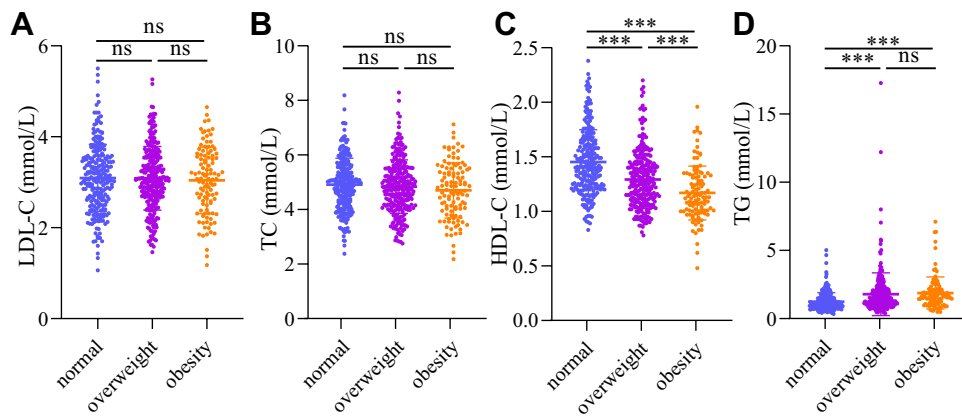 A
LDL-C (mmol/L)
6
4
2
0
ns
ns
ns
normal
overweight
obesity
B
TC (mmol/L)
10
8
6
4
2
0
ns
ns
ns
normal
overweight
obesity
C
HDL-C (mmol/L)
2.5
2.0
1.5
1.0
0.5
0.0
***
***
***
normal
overweight
obesity
D
TG (mmol/L)
20
15
10
5
0
***
***
ns
normal
overweight
obesity